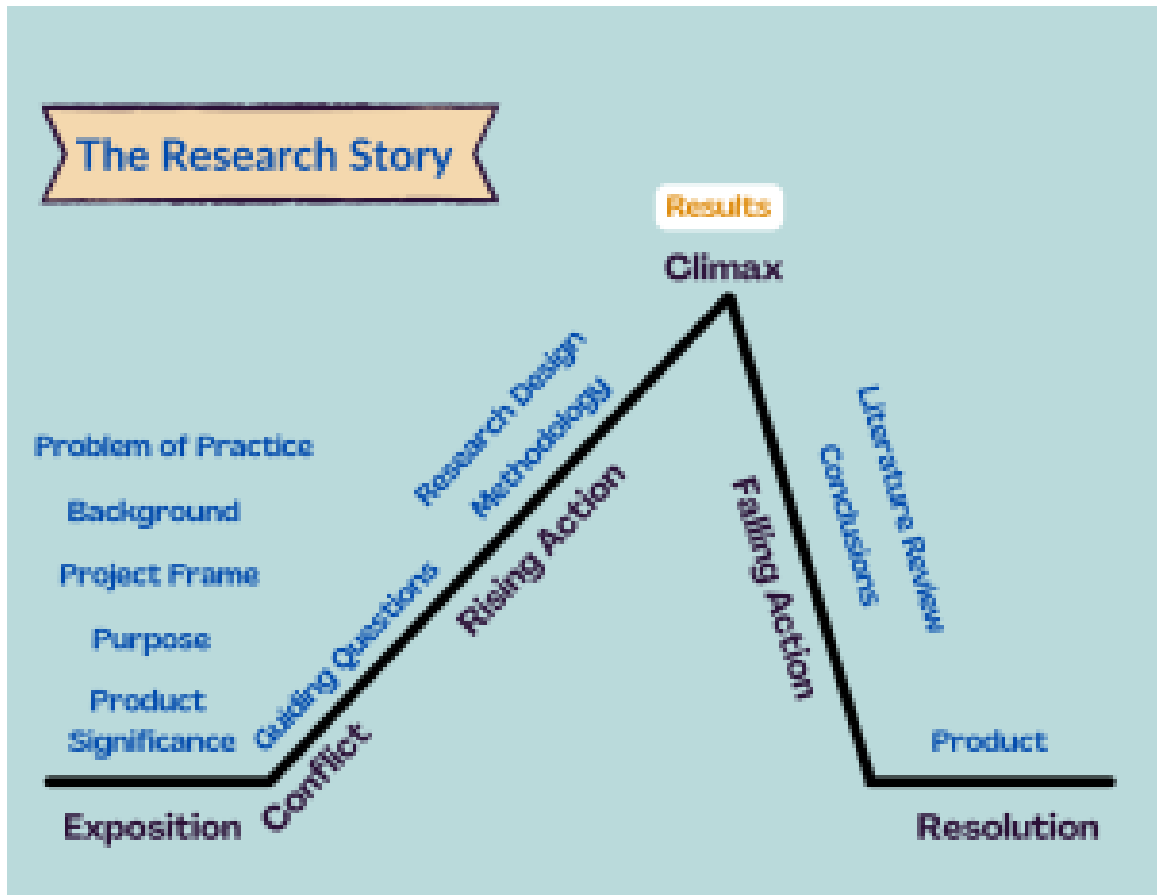 The Research Story
Results
Climax
Research Design
Methodology
Rising Action
Guiding Questions
Conflict
Problem of Practice
Background
Project Frame
Purpose
Product
Significance
Exposition
Literature Review
Conclusions
Falling Action
Product
Resolution